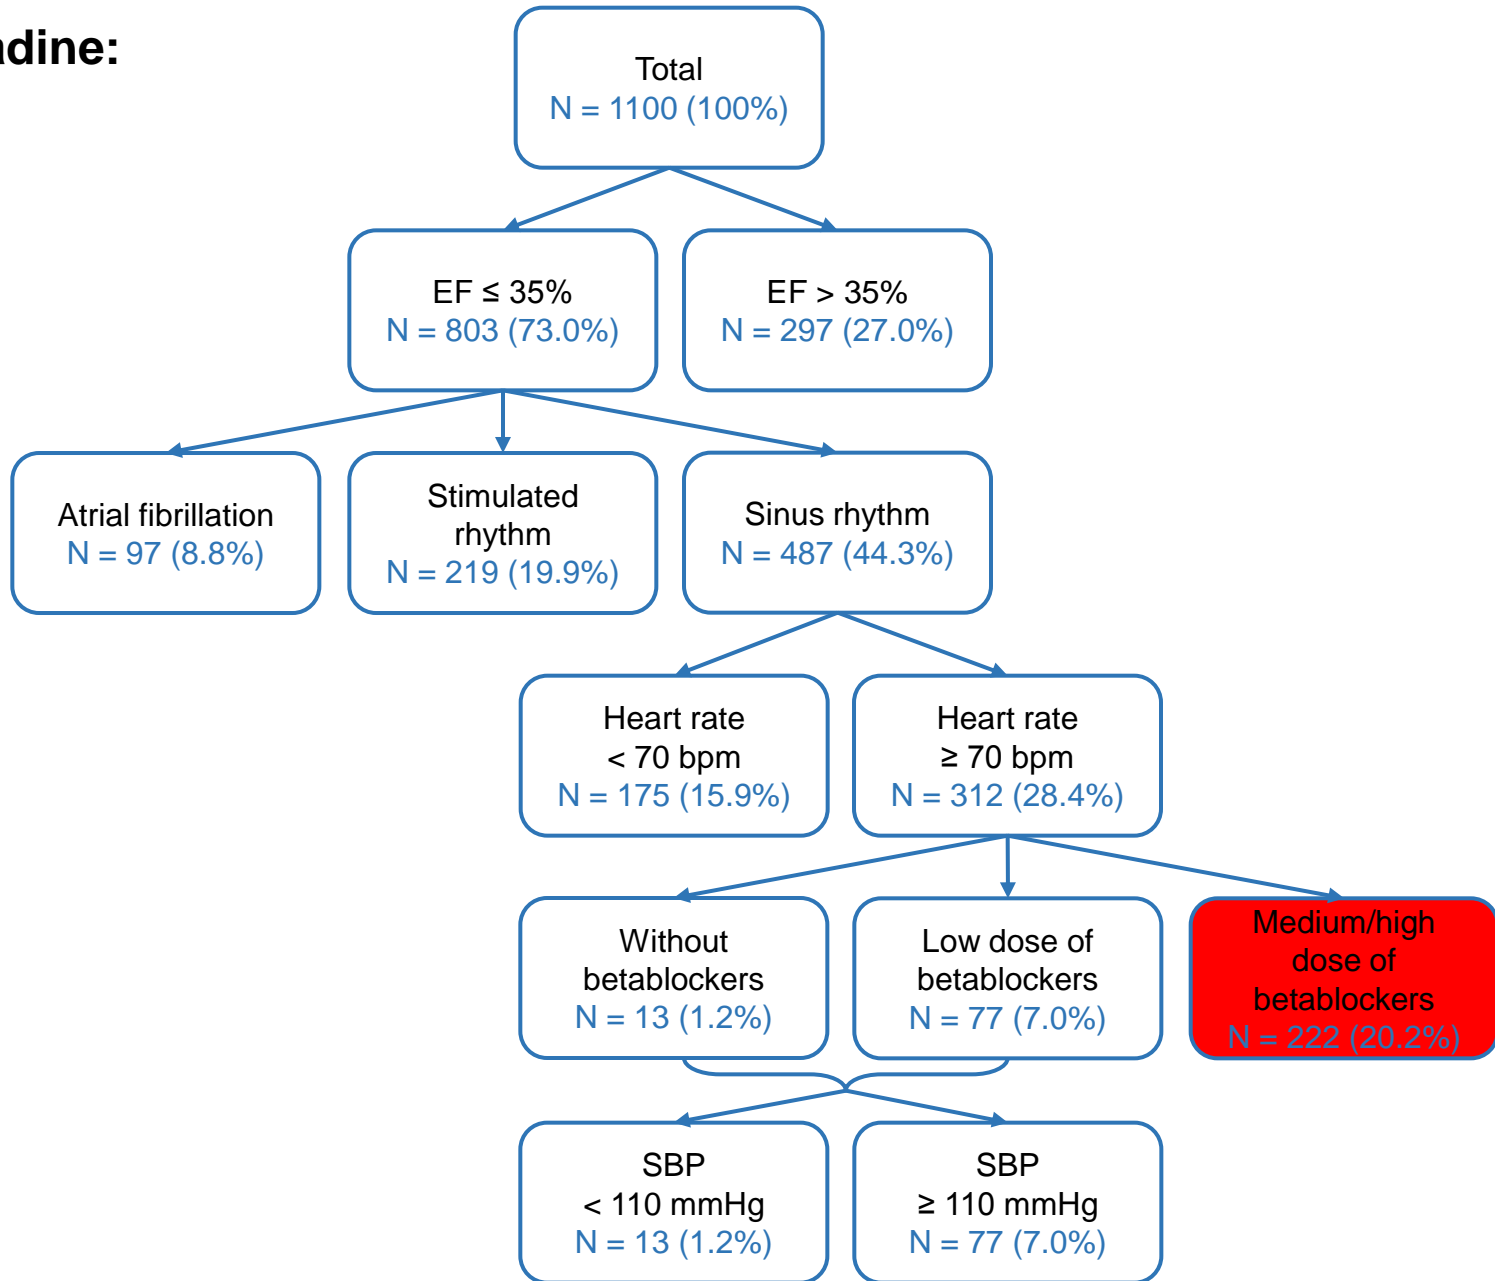 adine:
Total
N = 1100 (100%)
EF ≤ 35%
N = 803 (73.0%)
EF > 35%
N = 297 (27.0%)
Atrial fibrillation
N = 97 (8.8%)
Stimulated
rhythm
N = 219 (19.9%)
Sinus rhythm
N = 487 (44.3%)
Heart rate
< 70 bpm
N = 175 (15.9%)
Heart rate
≥ 70 bpm
N = 312 (28.4%)
Without
betablockers
N = 13 (1.2%)
Low dose of
betablockers
N = 77 (7.0%)
Medium/high
dose of
betablockers
N = 222 (20.2%)
SBP
< 110 mmHg
N = 13 (1.2%)
SBP
≥ 110 mmHg
N = 77 (7.0%)